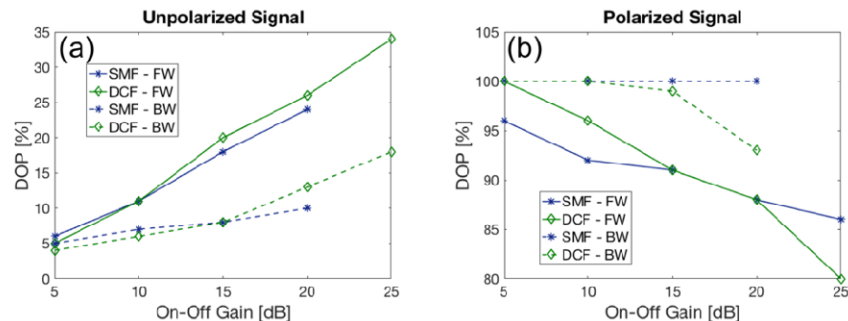 Unpolarized Signal
(a)
35
30
25
20
15
10
5
0
DOP [%]
SMF - FW
DCF - FW
SMF - BW
DCF - BW
5 10 15 20 25
On-Off Gain [dB]
Polarized Signal
(b)
105
100
95
90
85
80
DOP [%]
SMF - FW
DCF - FW
SMF - BW
DCF - BW
5 10 15 20 25
On-Off Gain [dB]